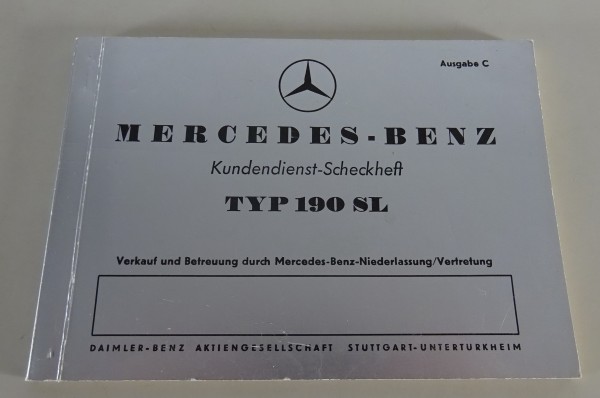 Ausgabe C
MERCEDES-BENZ
Kundendienst-Scheckheft
TYP 190 SL
Verkauf und Betreuung durch Mercedes-Benz-Niederlassung/Vertretung
DAIMLER-BENZ AKTIENGESELLSCHAFT STUTTGART-UNTERTÜRKHEIM